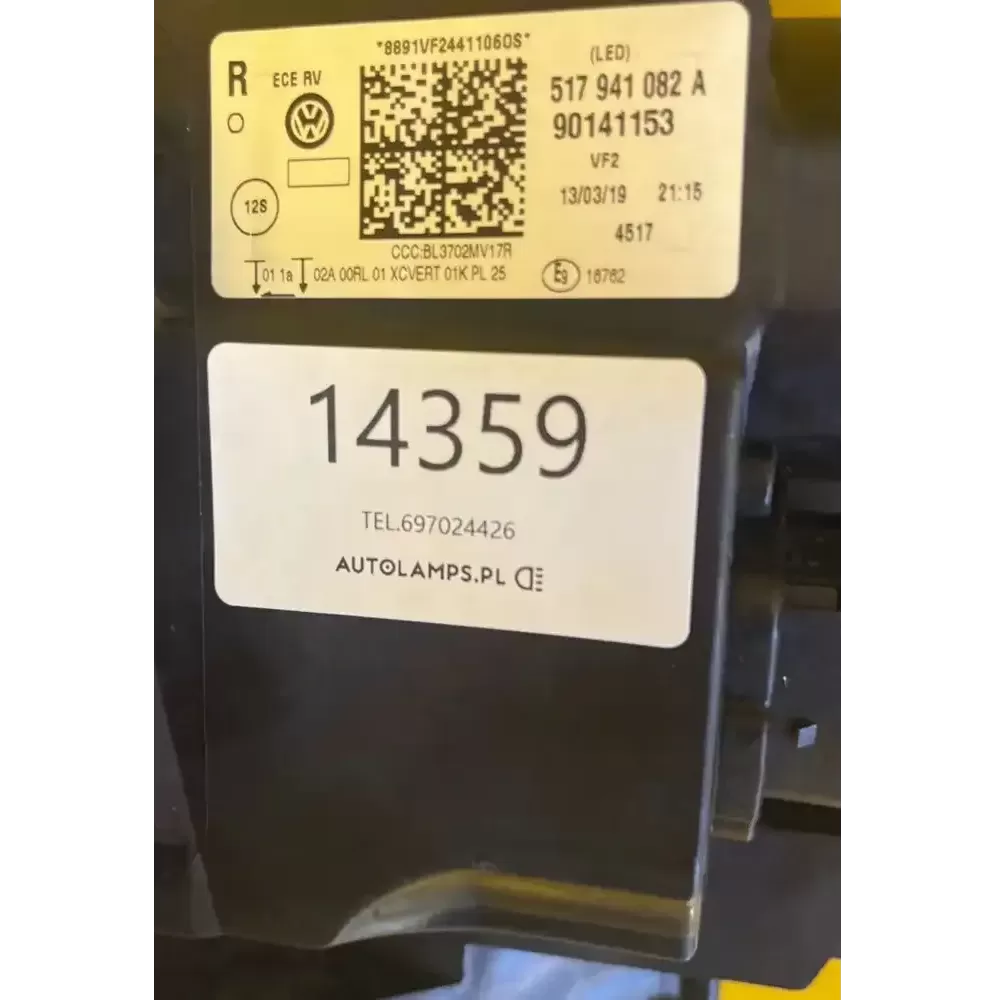 *8891VF24411060S*
R
ECE RV
(LED)
517 941 082 A
90141153
VF2
13/03/19 21:15
12S
4517
CCC:BL3702MV17R
01 1a 02A 00RL 01 XCVERT 01K PL 25
E9 16762
14359
TEL.697024426
AUTOLAMPS.PL